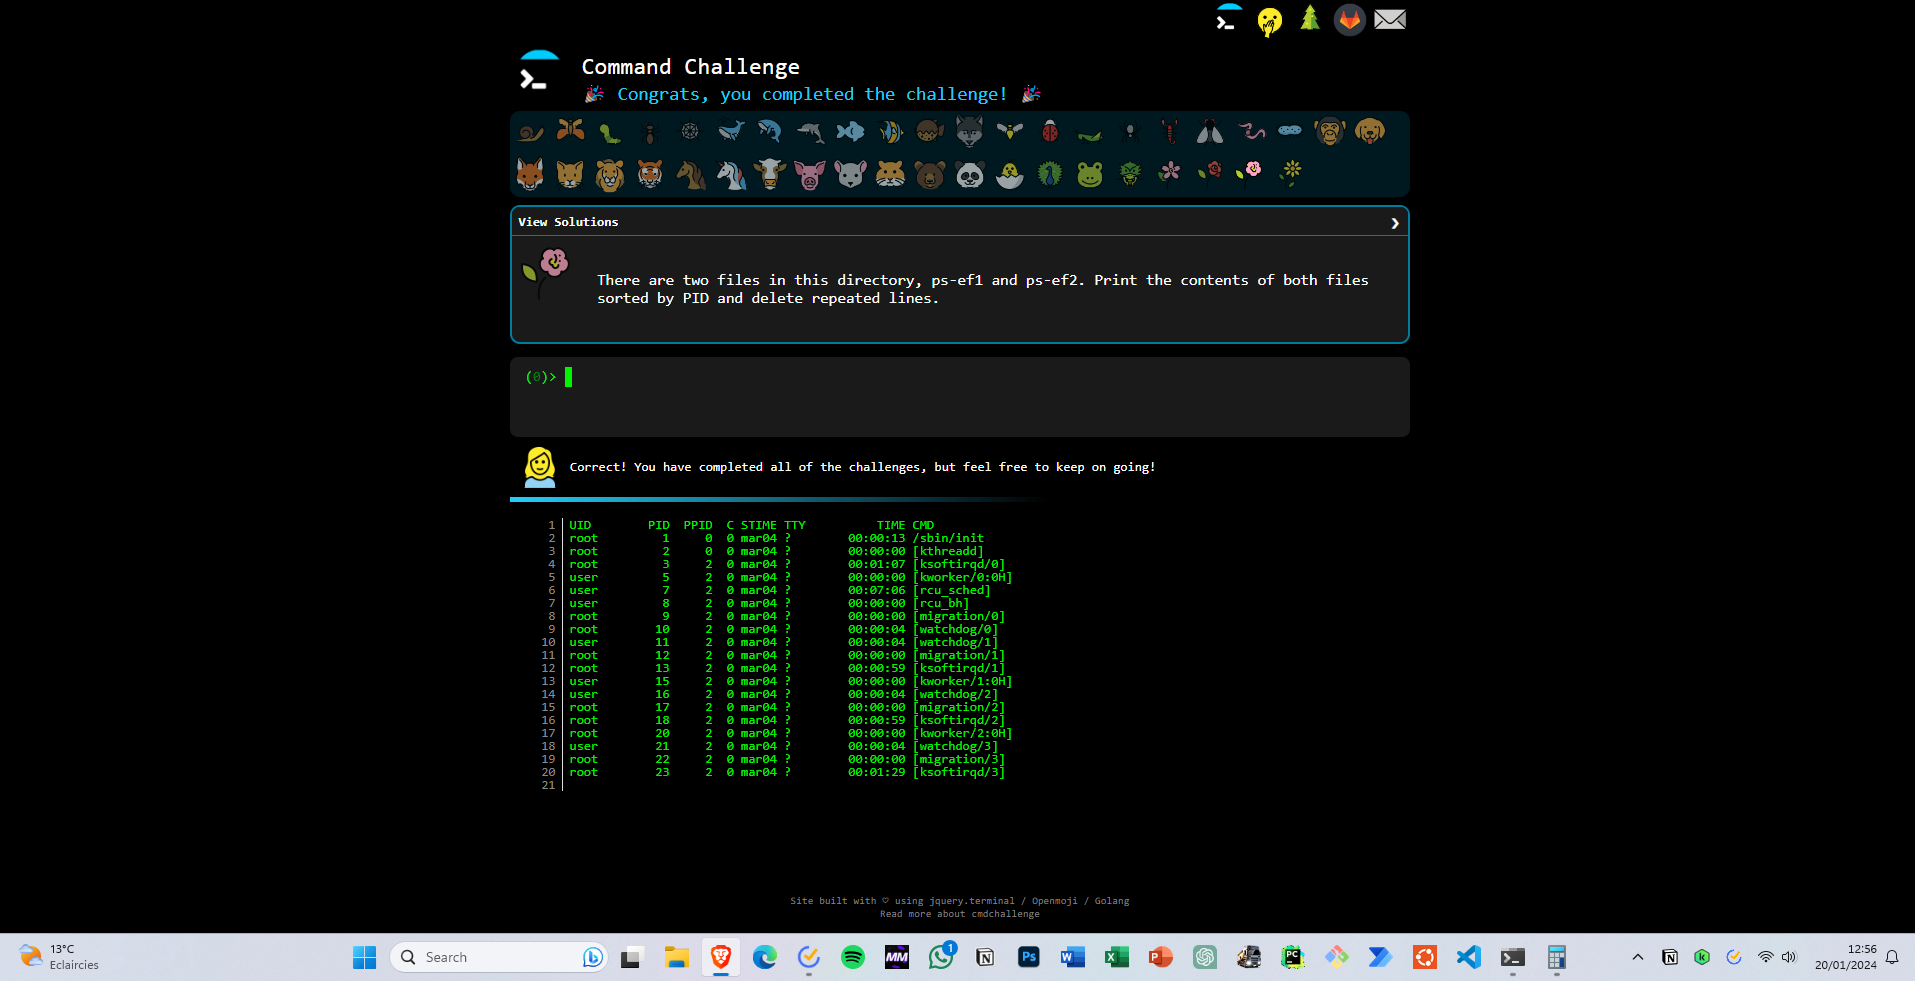 Command Challenge
Congrats, you completed the challenge!
View Solutions
There are two files in this directory, ps-ef1 and ps-ef2. Print the contents of both files
sorted by PID and delete repeated lines.
(0)>
Correct! You have completed all of the challenges, but feel free to keep on going!
1 UID        PID  PPID  C STIME TTY          TIME CMD
2 root         1     0  0 mar04 ?        00:00:13 /sbin/init
3 root         2     0  0 mar04 ?        00:00:00 [kthreadd]
4 root         3     2  0 mar04 ?        00:01:07 [ksoftirqd/0]
5 user         5     2  0 mar04 ?        00:00:00 [kworker/0:0H]
6 user         7     2  0 mar04 ?        00:07:06 [rcu_sched]
7 user         8     2  0 mar04 ?        00:00:00 [rcu_bh]
8 root         9     2  0 mar04 ?        00:00:00 [migration/0]
9 root        10     2  0 mar04 ?        00:00:04 [watchdog/0]
10 user        11     2  0 mar04 ?        00:00:04 [watchdog/1]
11 root        12     2  0 mar04 ?        00:00:00 [migration/1]
12 root        13     2  0 mar04 ?        00:00:59 [ksoftirqd/1]
13 user        15     2  0 mar04 ?        00:00:00 [kworker/1:0H]
14 user        16     2  0 mar04 ?        00:00:04 [watchdog/2]
15 root        17     2  0 mar04 ?        00:00:00 [migration/2]
16 root        18     2  0 mar04 ?        00:00:59 [ksoftirqd/2]
17 root        20     2  0 mar04 ?        00:00:00 [kworker/2:0H]
18 user        21     2  0 mar04 ?        00:00:04 [watchdog/3]
19 root        22     2  0 mar04 ?        00:00:00 [migration/3]
20 root        23     2  0 mar04 ?        00:01:29 [ksoftirqd/3]
21
Site built with ♡ using jquery.terminal / Openmoji / Golang
Read more about cmdchallenge
13°C
Eclaircies
Search
MM
1
Ps
PC
12:56
20/01/2024